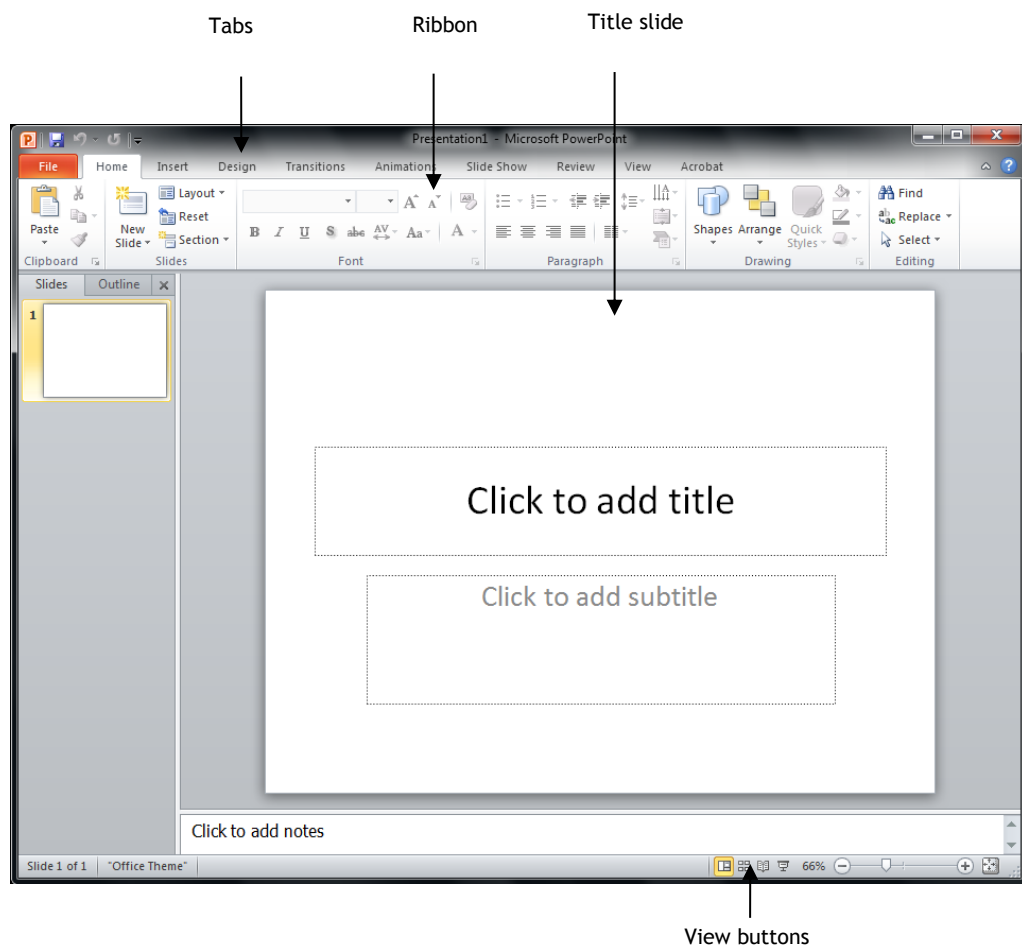 Tabs
Ribbon
Title slide
Presentation1 - Microsoft PowerPoint
File Home Insert Design Transitions Animations Slide Show Review View Acrobat
Paste
New
Slide
Layout
Reset
Section
B I U S abc AV Aa A
A A
Shapes Arrange Quick
Styles
Find
Replace
Select
Clipboard Slides Font Paragraph Drawing Editing
Slides Outline
1
Click to add title
Click to add subtitle
Click to add notes
Slide 1 of 1 "Office Theme" 66%
View buttons